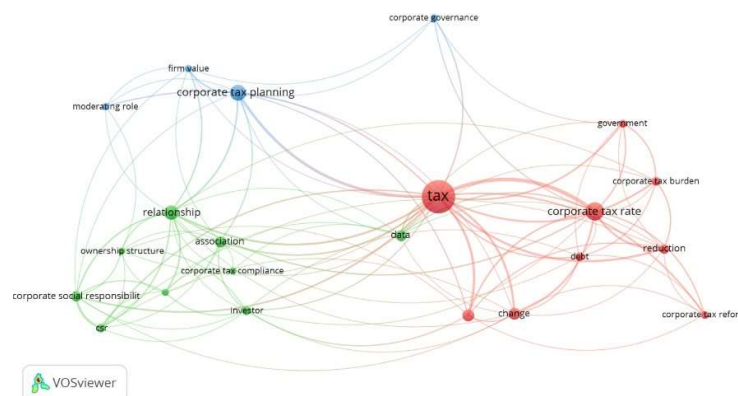 corporate governance
firm value
corporate tax planning
moderating role
government
corporate tax burden
tax
relationship
corporate tax rate
association
data
ownership structure
reduction
debt
corporate tax compliance
corporate social responsibilit
investor
change
corporate tax refor
csr
VOSviewer